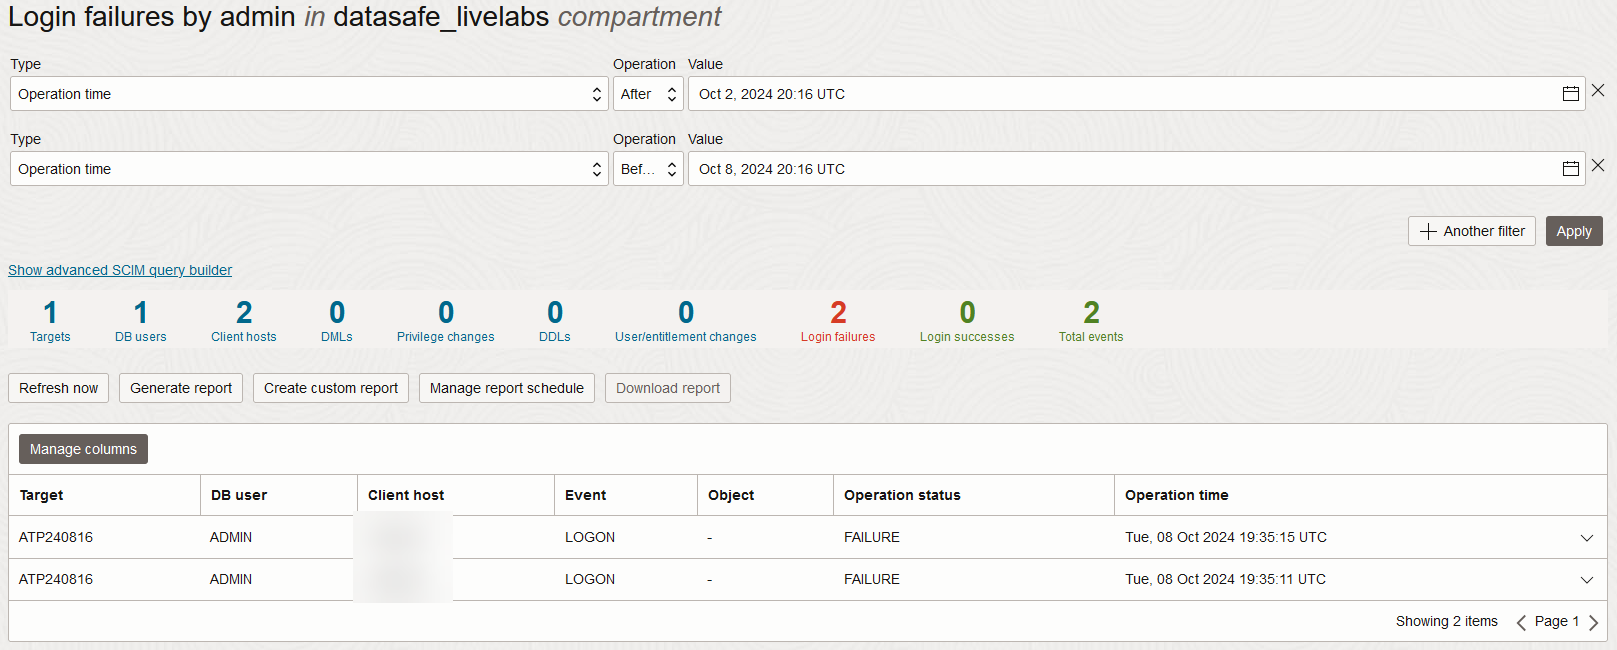 Login failures by admin in datasafe_livelabs compartment
Type Operation Value
Operation time After Oct 2, 2024 20:16 UTC
Type Operation Value
Operation time Bef... Oct 8, 2024 20:16 UTC
Another filter Apply
Show advanced SCIM query builder
1 1 2 0 0 0 0 2 0 2
Targets DB users Client hosts DMLs Privilege changes DDLs User/entitlement changes Login failures Login successes Total events
Refresh now Generate report Create custom report Manage report schedule Download report
Manage columns
Target DB user Client host Event Object Operation status Operation time
ATP240816 ADMIN LOGON - FAILURE Tue, 08 Oct 2024 19:35:15 UTC
ATP240816 ADMIN LOGON - FAILURE Tue, 08 Oct 2024 19:35:11 UTC
Showing 2 items Page 1